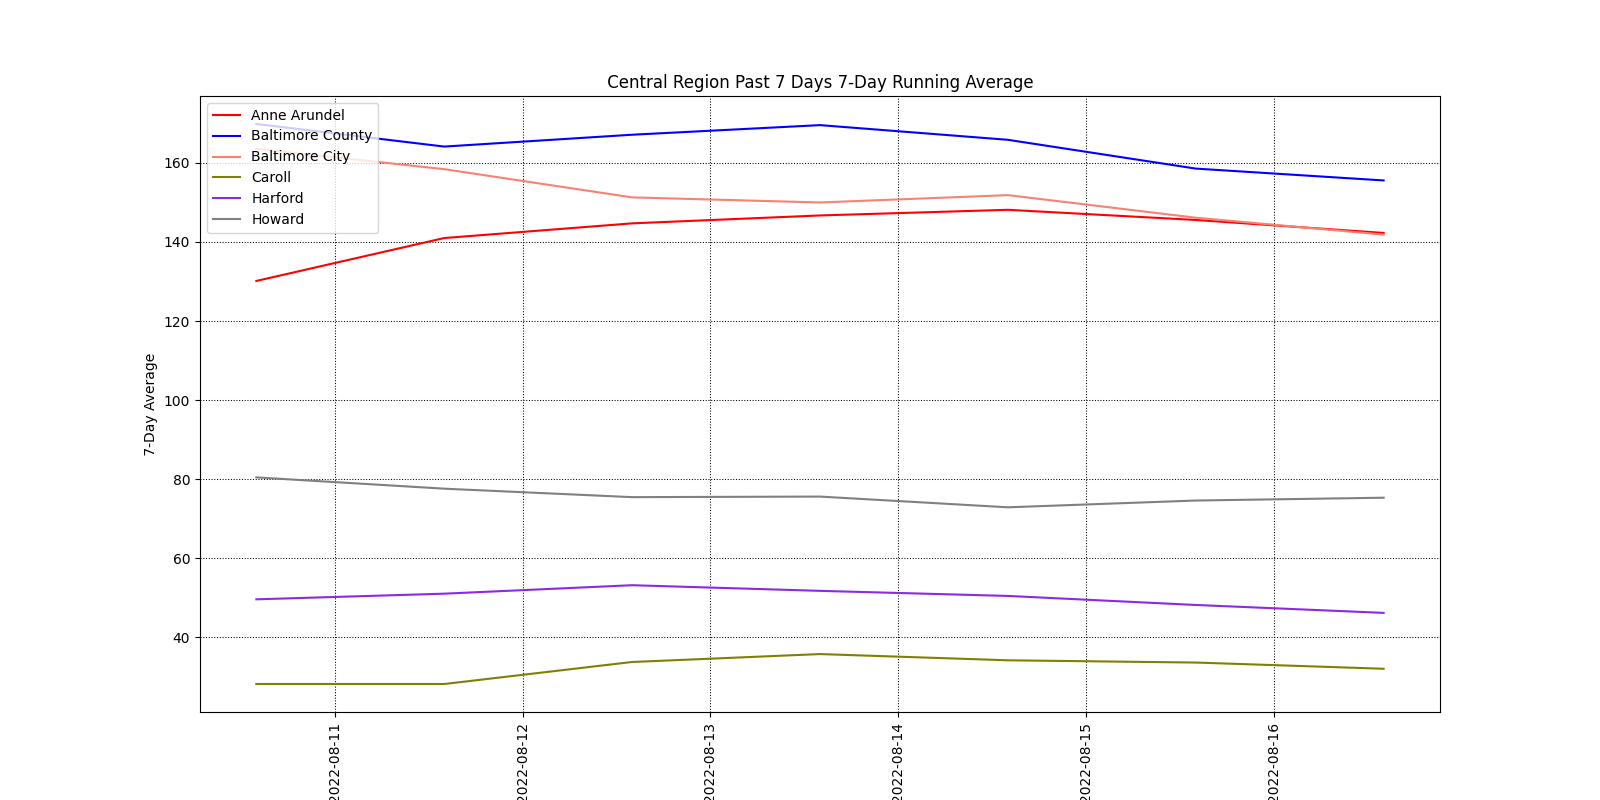 Central Region Past 7 Days 7-Day Running Average
Anne Arundel
Baltimore County
Baltimore City
Caroll
Harford
Howard
160
140
120
100
80
60
40
7-Day Average
2022-08-11
2022-08-12
2022-08-13
2022-08-14
2022-08-15
2022-08-16